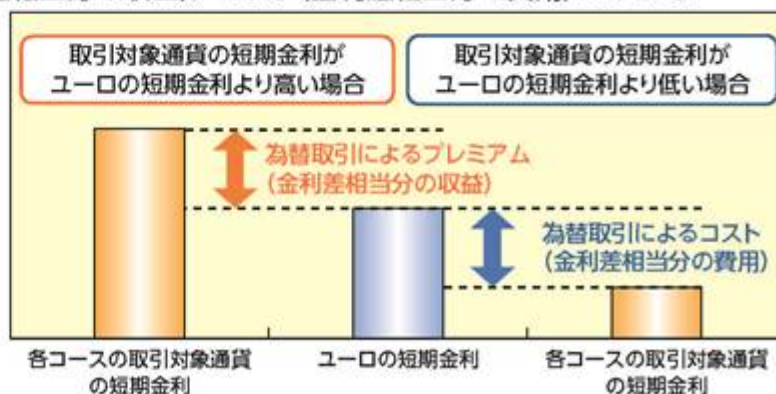 取引対象通貨の短期金利が
ユーロの短期金利より高い場合
取引対象通貨の短期金利が
ユーロの短期金利より低い場合
為替取引によるプレミアム
(金利差相当分の収益)
為替取引によるコスト
(金利差相当分の費用)
各コースの取引対象通貨
の短期金利
ユーロの短期金利
各コースの取引対象通貨
の短期金利